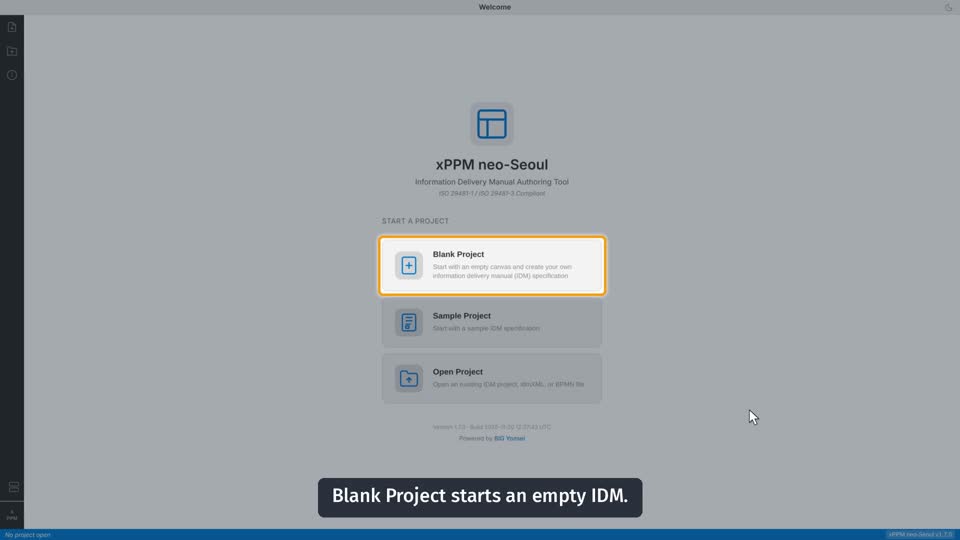 Welcome
xPPM neo-Seoul
Information Delivery Manual Authoring Tool
ISO 29481-1 / ISO 29481-3 Compliant
START A PROJECT
Blank Project
Start with an empty canvas and create your own
information delivery manual (IDM) specification
Sample Project
Start with a sample IDM specification
Open Project
Open an existing IDM project, idmXML, or BPMN file
Powered by BIG Yonsei
Blank Project starts an empty IDM.
PPM
No project open
xPPM neo-Seoul v1.7.0